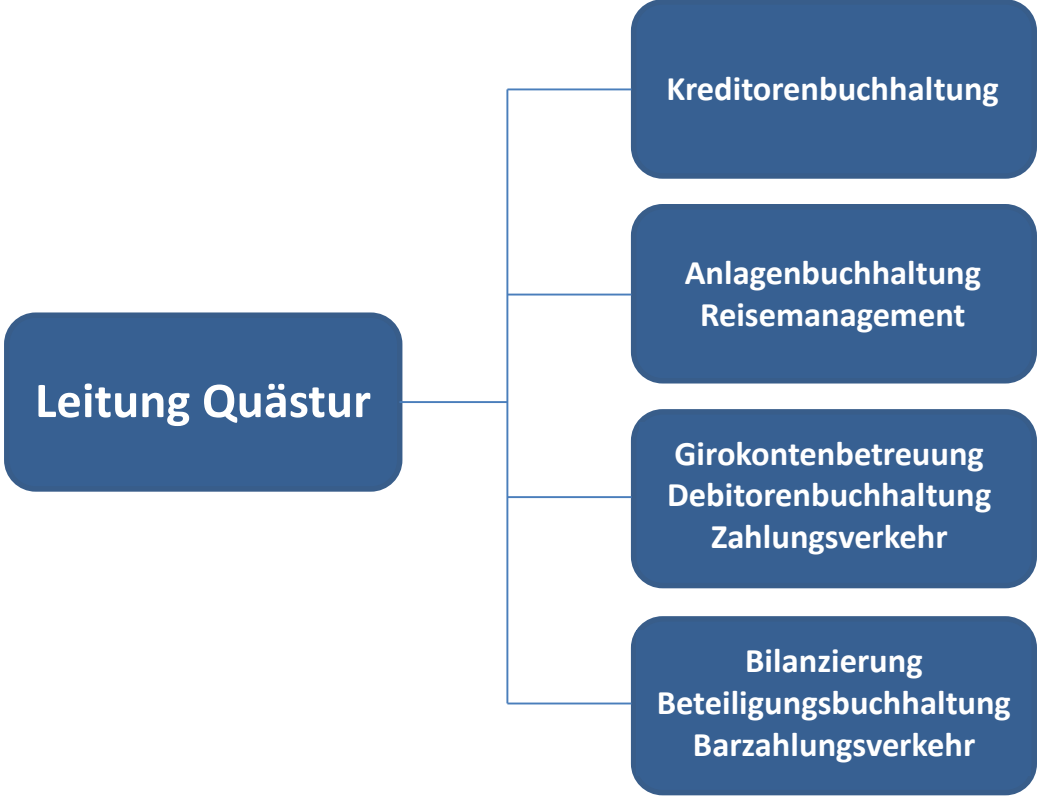 Leitung Quästur
Kreditorenbuchhaltung
Anlagenbuchhaltung
Reisemanagement
Girokontenbetreuung
Debitorenbuchhaltung
Zahlungsverkehr
Bilanzierung
Beteiligungsbuchhaltung
Barzahlungsverkehr